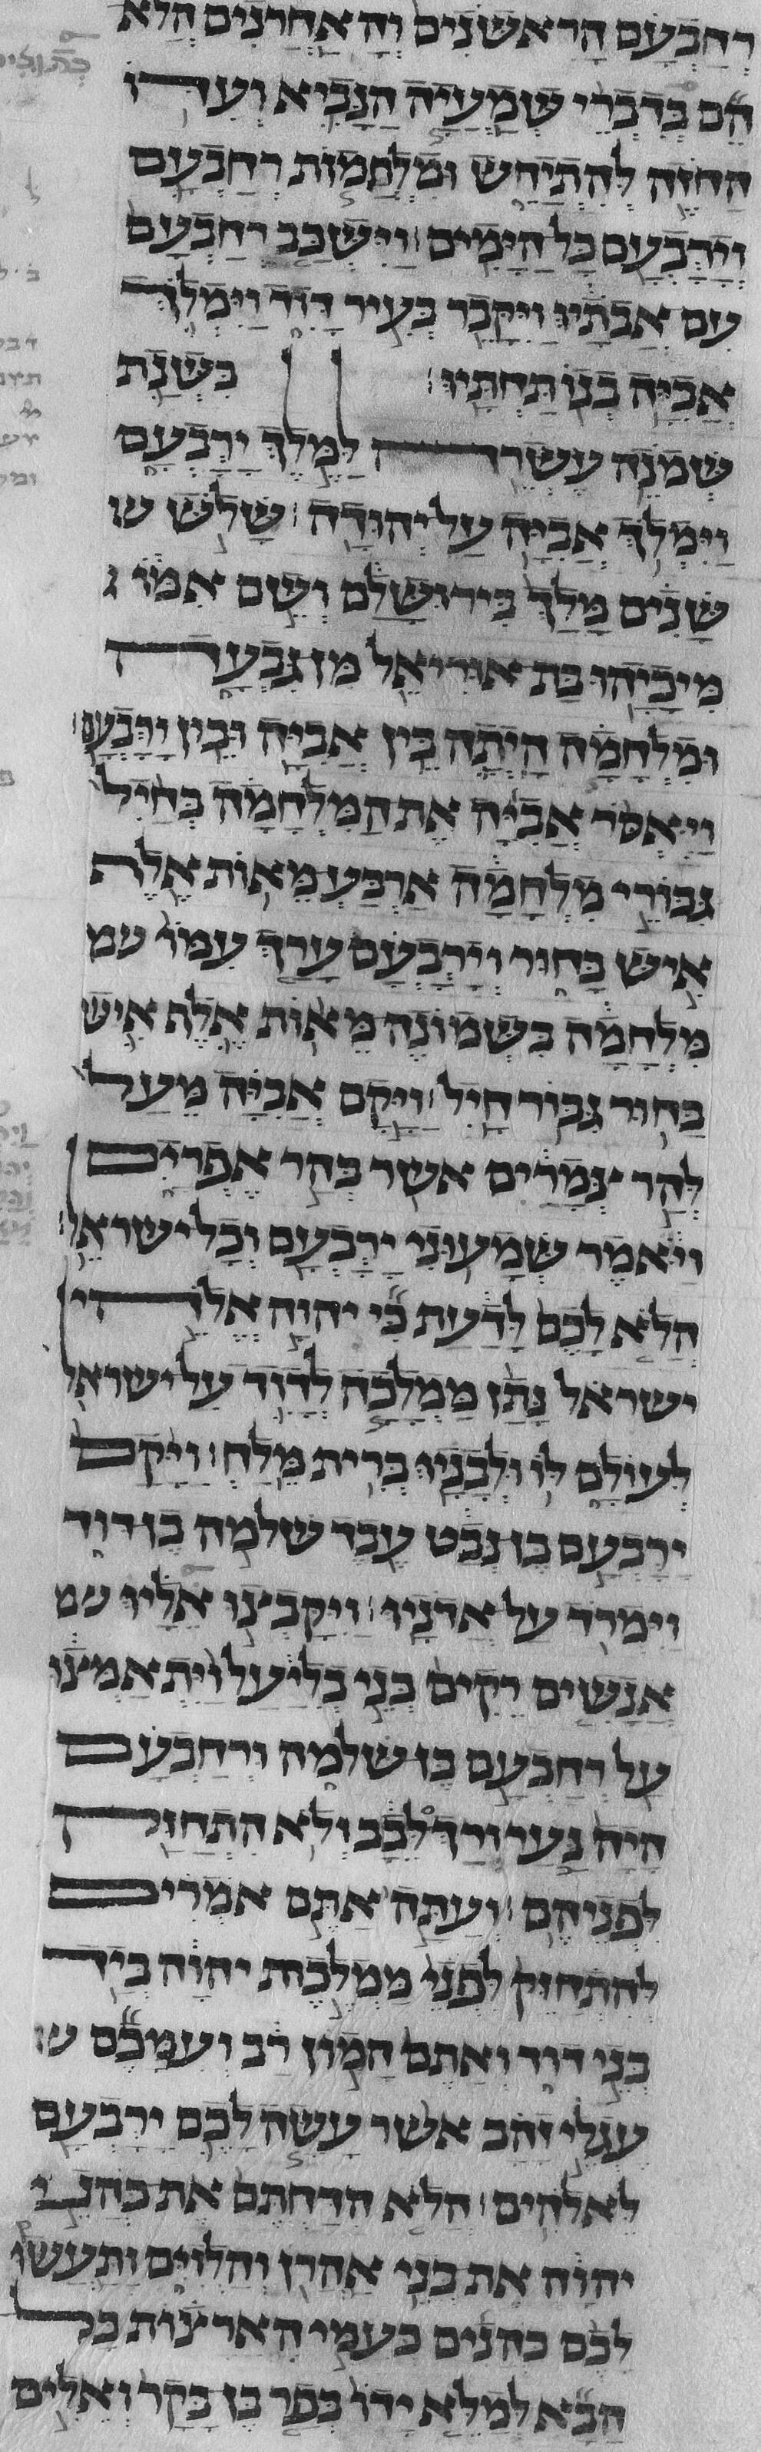 רחבעם הראשנים והאחרנים הלא
הם בדברי שמעיה הנביא ועדו
החזה להתיחש ומלחמות רחבעם
וירבעם כל הימים׃ וישכב רחבעם
עם אבתיו ויקבר בעיר דוד וימלך
אביה בנו תחתיו׃ בשנת
שמנה עשרה למלך ירבעם
וימלך אביה על יהודה׃ שלש שו
שנים מלך בירושלם ושם אמו ג
מיכיהו בת אוריאל מן גבעה
ומלחמה היתה בין אביה ובין ירבעם׃
ויאסר אביה את המלחמה בחיל
גבורי מלחמה ארבע מאות אלף
איש בחור וירבעם ערך עמו עמ
מלחמה בשמונה מאות אלף איש
בחור גבור חיל׃ ויקם אביה מעל
להר צמרים אשר בהר אפרים
ויאמר שמעוני ירבעם וכל ישראל׃
הלא לכם לדעת כי יהוה אלהי
ישראל נתן ממלכה לדוד על ישראל
לעולם לו ולבניו ברית מלח׃ ויקם
ירבעם בן נבט עבד שלמה בן דוד
וימרד על אדניו׃ ויקבצו אליו עמ
אנשים רקים בני בליעל ויתאמצו
על רחבעם בן שלמה ורחבעם
היה נער ורך לבב ולא התחזק
לפניהם׃ ועתה אתם אמרים
להתחזק לפני ממלכת יהוה ביד
בני דויד ואתם המון רב ועמכם ע
עגלי זהב אשר עשה לכם ירבעם
לאלהים׃ הלא הדחתם את כהני
יהוה את בני אהרן והלוים ותעשו
לכם כהנים כעמי הארצות כל
הבא למלא ידו בפר בן בקר ואלים